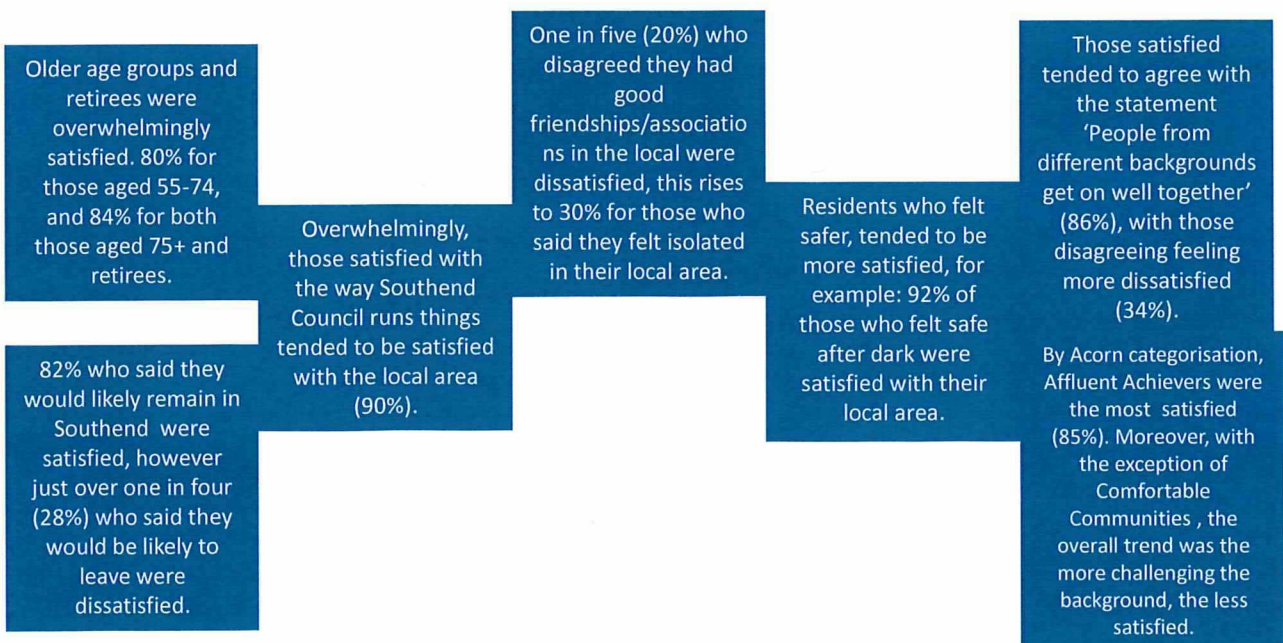 Older age groups and
retirees were
overwhelmingly
satisfied. 80% for
those aged 55-74,
and 84% for both
those aged 75+ and
retirees.
82% who said they
would likely remain in
Southend were
satisfied, however
just over one in four
(28%) who said they
would be likely to
leave were
dissatisfied.
Overwhelmingly,
those satisfied with
the way Southend
Council runs things
tended to be satisfied
with the local area
(90%).
One in five (20%) who
disagreed they had
good
friendships/associatio
ns in the local were
dissatisfied, this rises
to 30% for those who
said they felt isolated
in their local area.
Residents who felt
safer, tended to be
more satisfied, for
example: 92% of
those who felt safe
after dark were
satisfied with their
local area.
Those satisfied
tended to agree with
the statement
‘People from
different backgrounds
get on well together’
(86%), with those
disagreeing feeling
more dissatisfied
(34%).
By Acorn categorisation,
Affluent Achievers were
the most satisfied
(85%). Moreover, with
the exception of
Comfortable
Communities , the
overall trend was the
more challenging the
background, the less
satisfied.